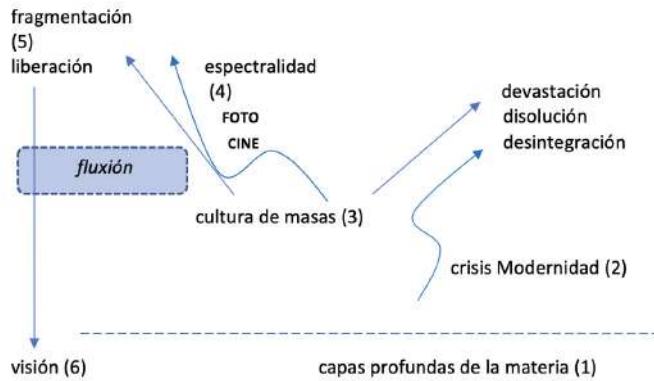 fragmentación
(5)
liberación
espectralidad
(4)
FOTO
CINE
devastación
disolución
desintegración
fluxión
cultura de masas (3)
crisis Modernidad (2)
visión (6)
capas profundas de la materia (1)